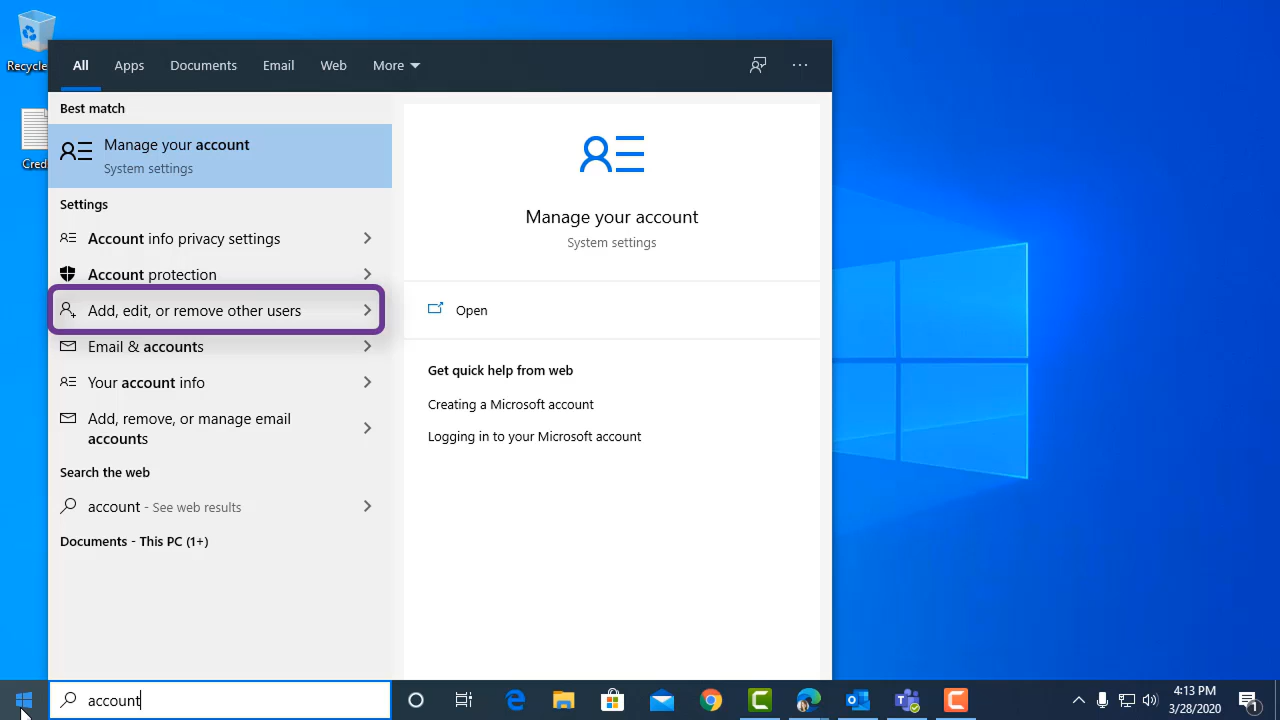 Recycle
Cred
All Apps Documents Email Web More
Best match
Manage your account
System settings
Settings
Account info privacy settings
Account protection
Add, edit, or remove other users
Email & accounts
Your account info
Add, remove, or manage email
accounts
Search the web
account - See web results
Documents - This PC (1+)
Manage your account
System settings
Open
Get quick help from web
Creating a Microsoft account
Logging in to your Microsoft account
account
4:13 PM
3/28/2020
1